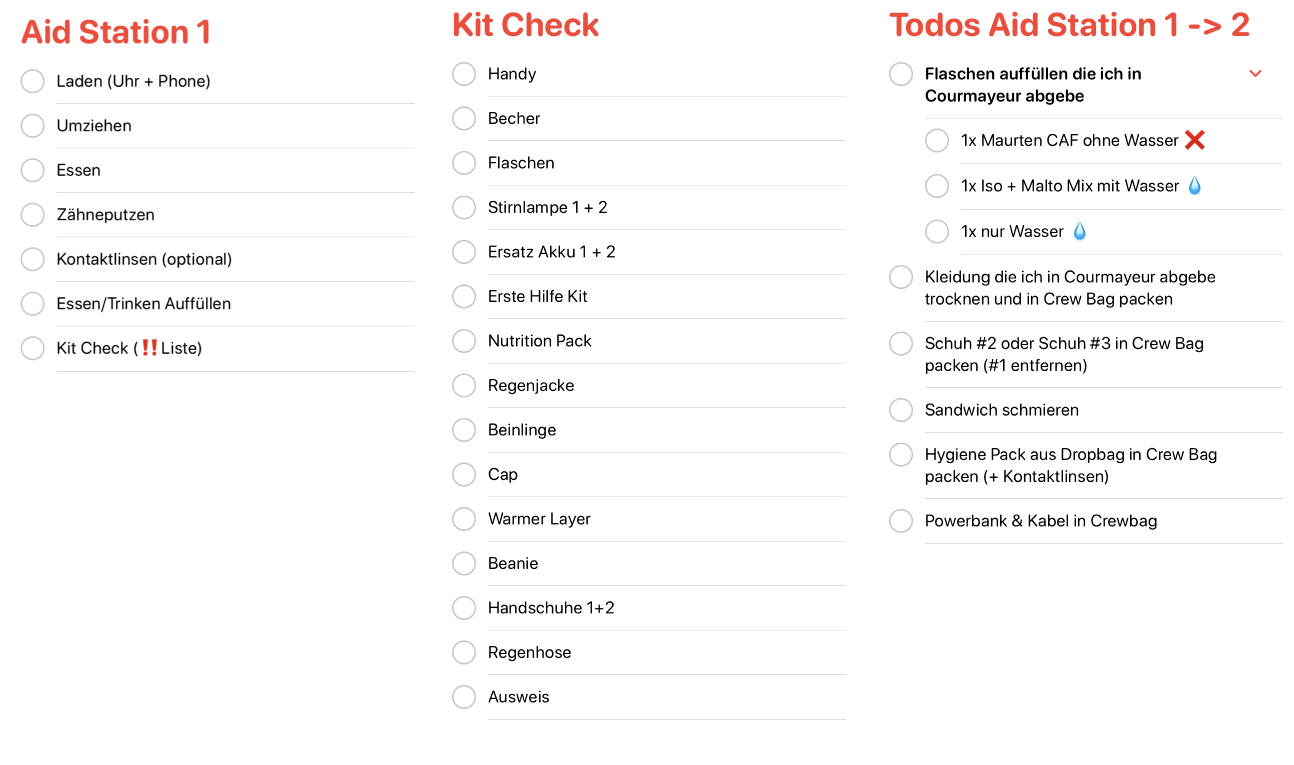 Aid Station 1
Laden (Uhr + Phone)
Umziehen
Essen
Zähneputzen
Kontaktlinsen (optional)
Essen/Trinken Auffüllen
Kit Check (‼️Liste)
Kit Check
Handy
Becher
Flaschen
Stirnlampe 1 + 2
Ersatz Akku 1 + 2
Erste Hilfe Kit
Nutrition Pack
Regenjacke
Beinlinge
Cap
Warmer Layer
Beanie
Handschuhe 1+2
Regenhose
Ausweis
Todos Aid Station 1 -> 2
Flaschen auffüllen die ich in
Courmayeur abgebe
1x Maurten CAF ohne Wasser ❌
1x Iso + Malto Mix mit Wasser 💧
1x nur Wasser 💧
Kleidung die ich in Courmayeur abgebe
trocknen und in Crew Bag packen
Schuh #2 oder Schuh #3 in Crew Bag
packen (#1 entfernen)
Sandwich schmieren
Hygiene Pack aus Dropbag in Crew Bag
packen (+ Kontaktlinsen)
Powerbank & Kabel in Crewbag